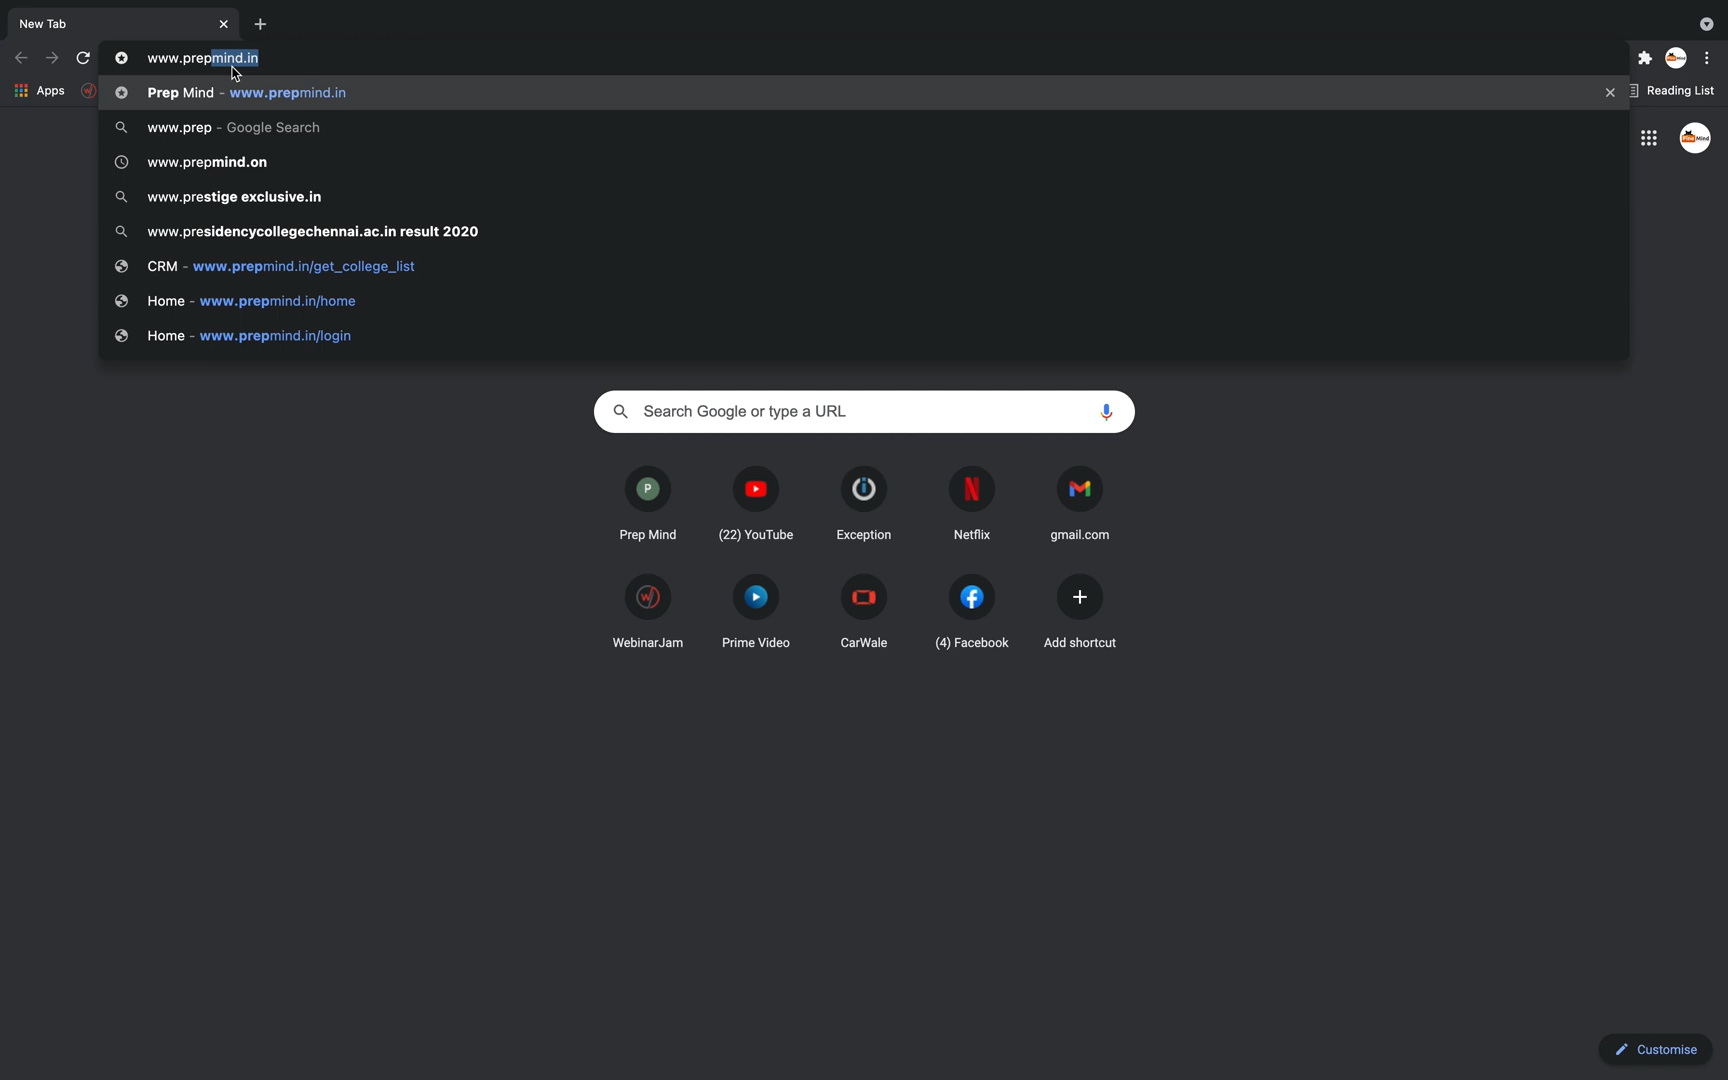 New Tab
www.prepmind.in
Prep Mind - www.prepmind.in
Apps
Reading List
www.prep - Google Search
www.prepmind.on
www.prestige exclusive.in
www.presidencycollegechennai.ac.in result 2020
CRM - www.prepmind.in/get_college_list
Home - www.prepmind.in/home
Home - www.prepmind.in/login
Search Google or type a URL
P
Prep Mind
(22) YouTube
Exception
Netflix
gmail.com
WebinarJam
Prime Video
CarWale
(4) Facebook
Add shortcut
Customise